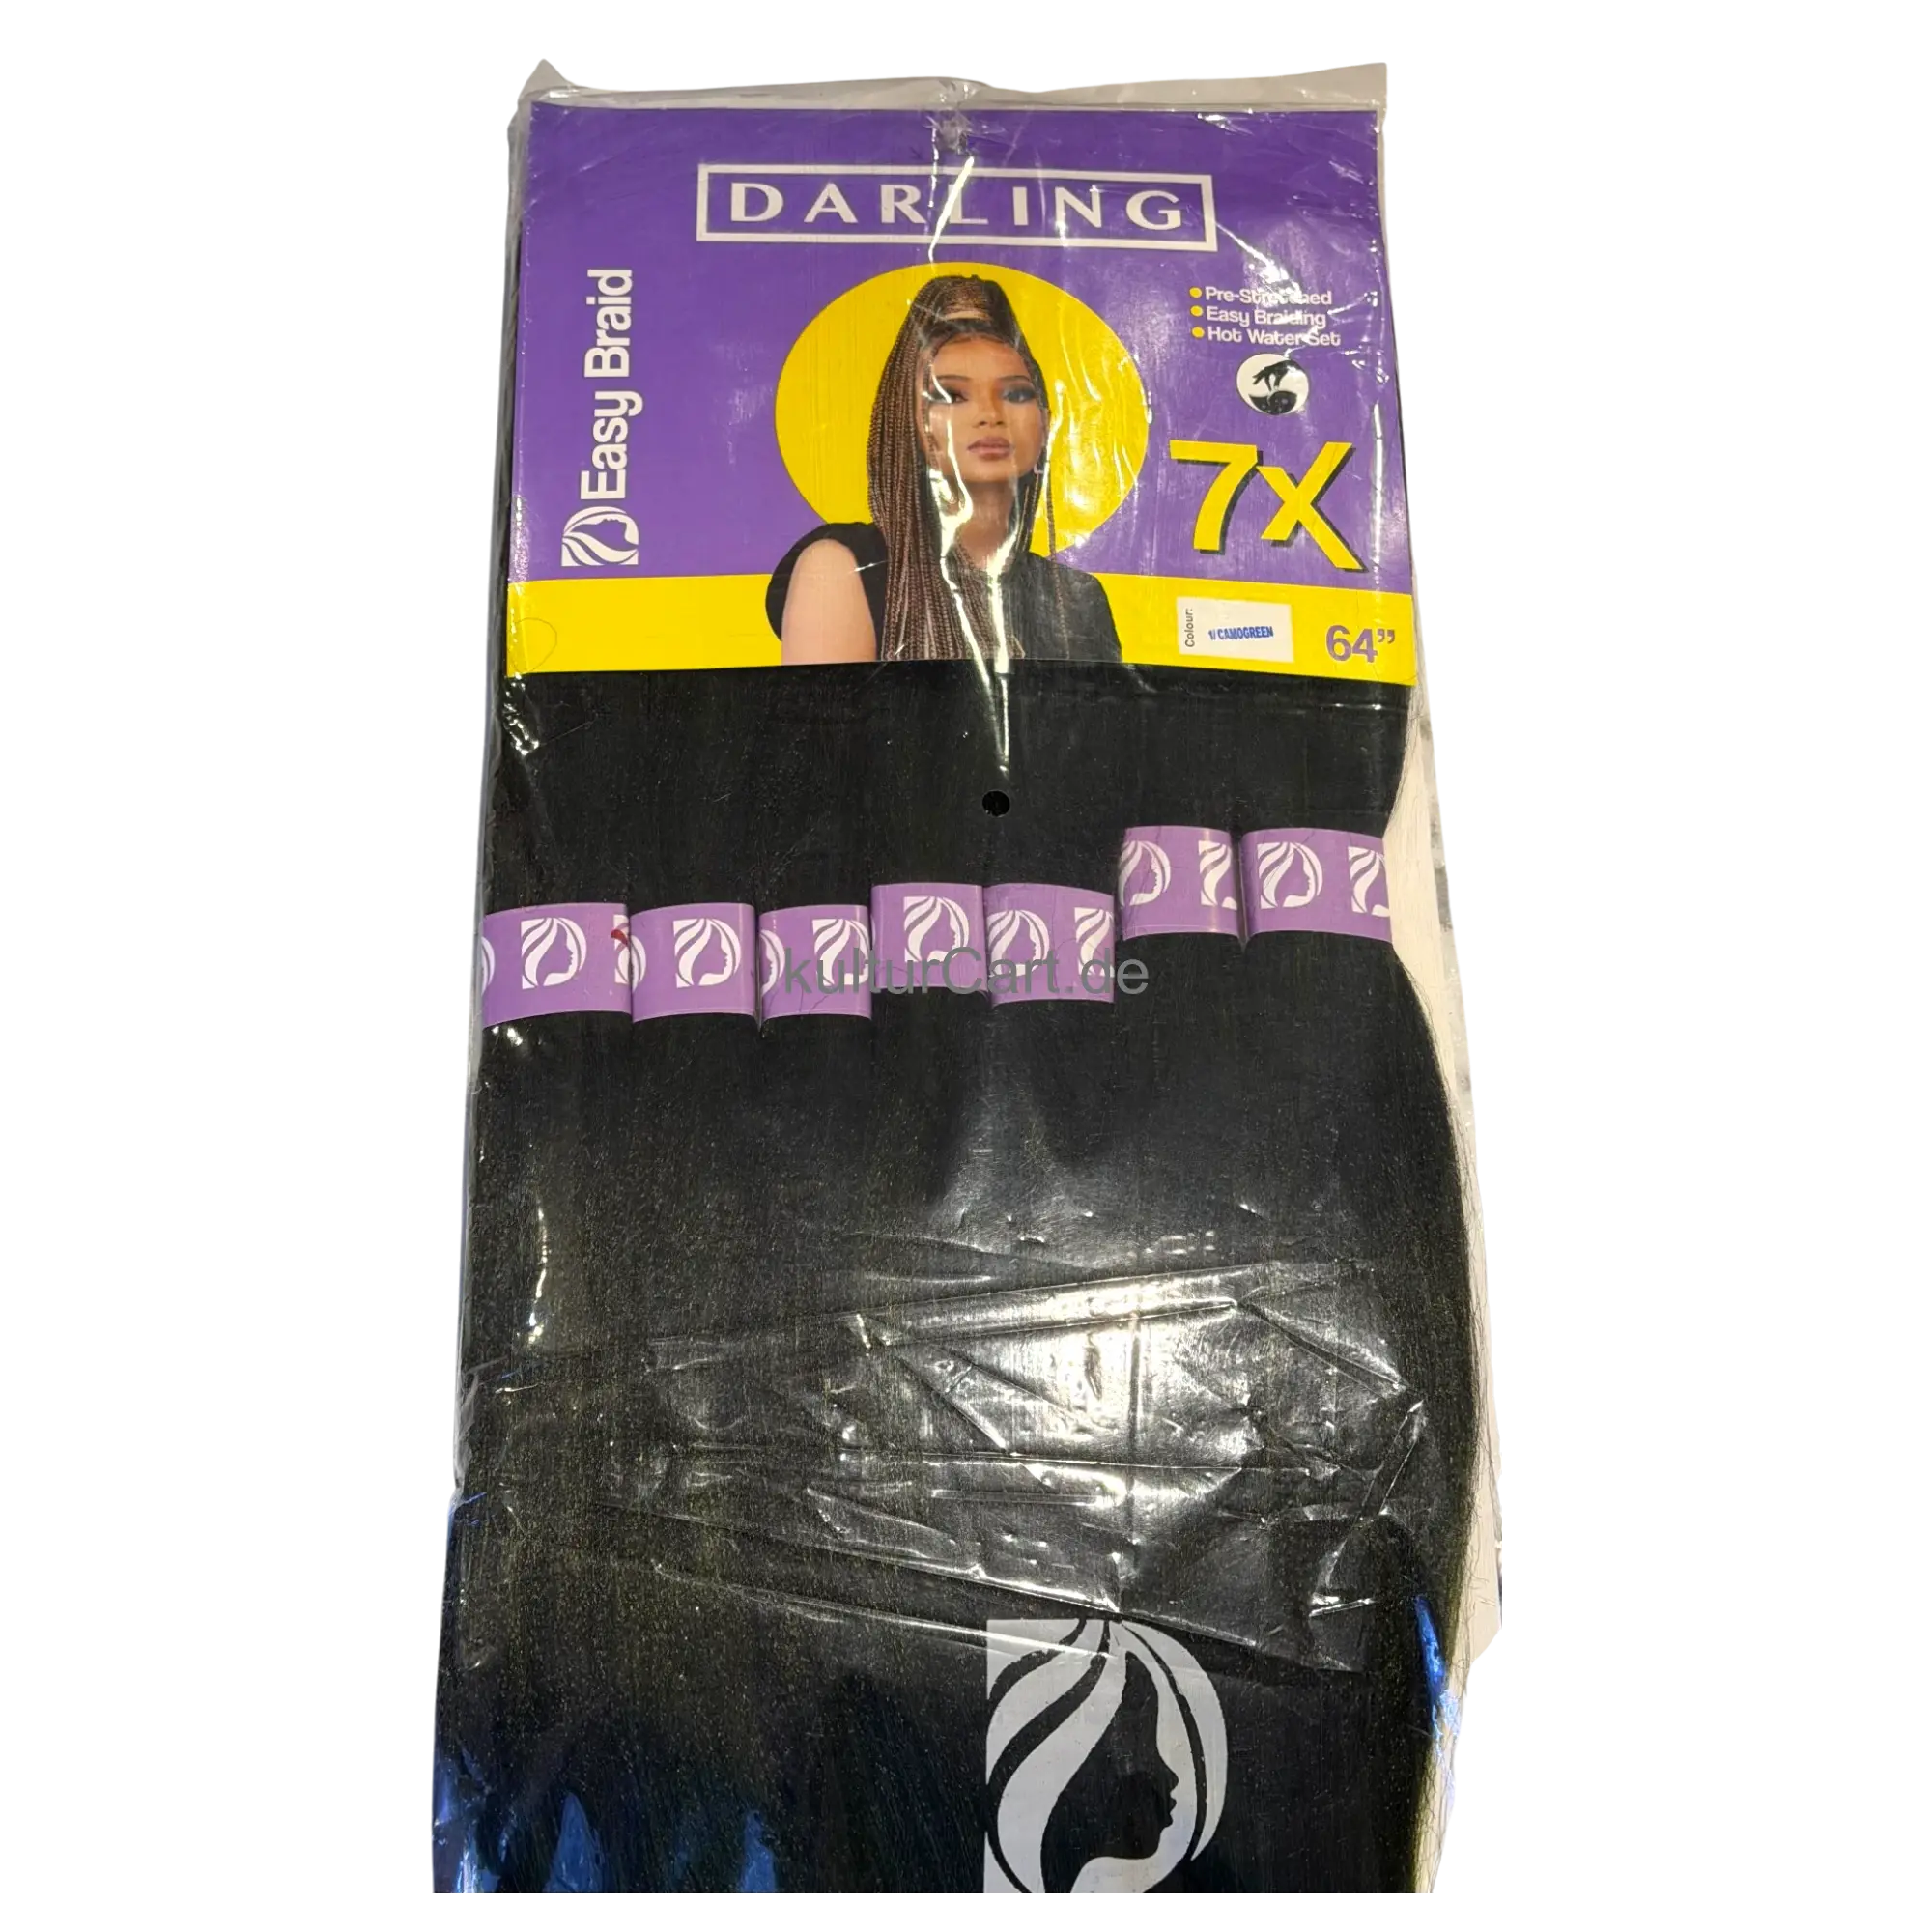 DARLING
Easy Braid
Pre-Stretched
Easy Braiding
Hot Water Set
7X
Colour:
1/CAMOGREEN
64”
kulturCart.de